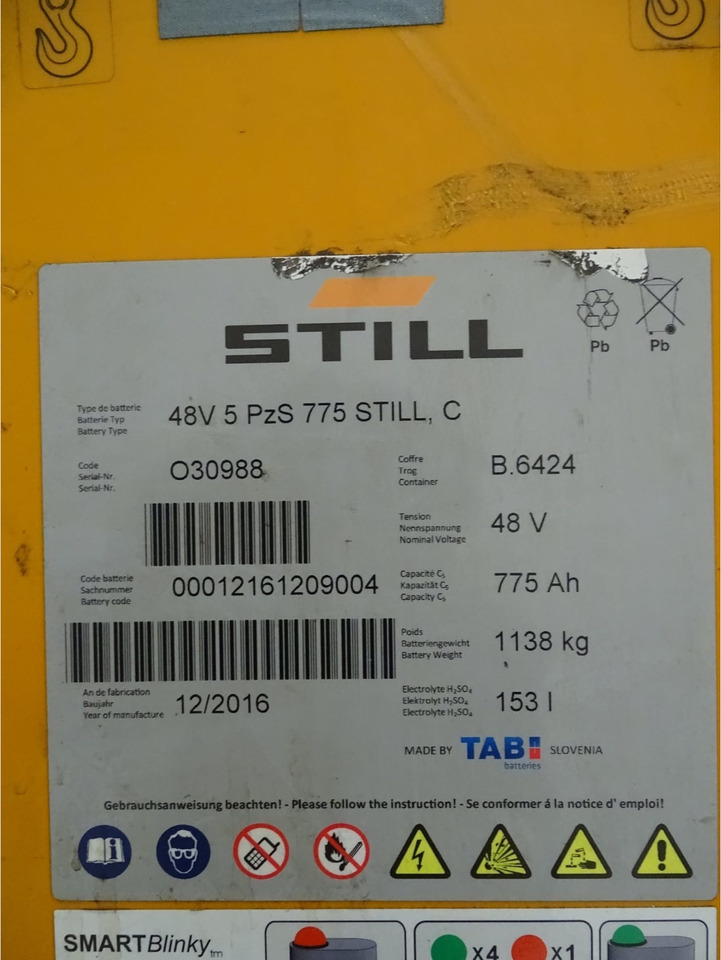 STILL
Pb Pb
Type de batterie
Batterie Typ
Battery Type
48V 5 PzS 775 STILL, C
Code
Serial-Nr.
Serial-Nr.
O30988
Coffre
Trog
Container
B.6424
Tension
Nennspannung
Nominal Voltage
48 V
Code batterie
Sachnummer
Battery code
00012161209004
Capacité C₅
Kapazität C₅
Capacity C₅
775 Ah
Poids
Batteriengewicht
Battery Weight
1138 kg
An de fabrication
Baujahr
Year of manufacture
12/2016
Electrolyte H₂SO₄
Elektrolyt H₂SO₄
Electrolyte H₂SO₄
153 l
MADE BY TAB batteries SLOVENIA
Gebrauchsanweisung beachten! - Please follow the instruction! - Se conformer á la notice d' emploi!
SMARTBlinky tm
x4 x1